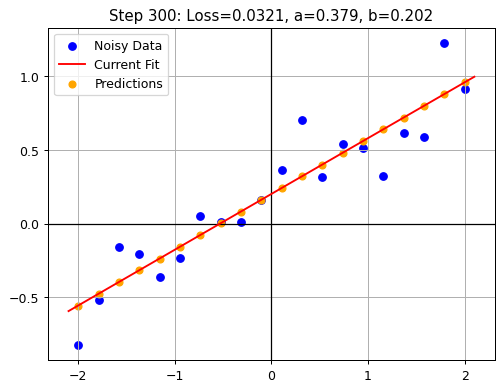 Step 300: Loss=0.0321, a=0.379, b=0.202
Noisy Data
Current Fit
Predictions
1.0
0.5
0.0
−0.5
−2
−1
0
1
2